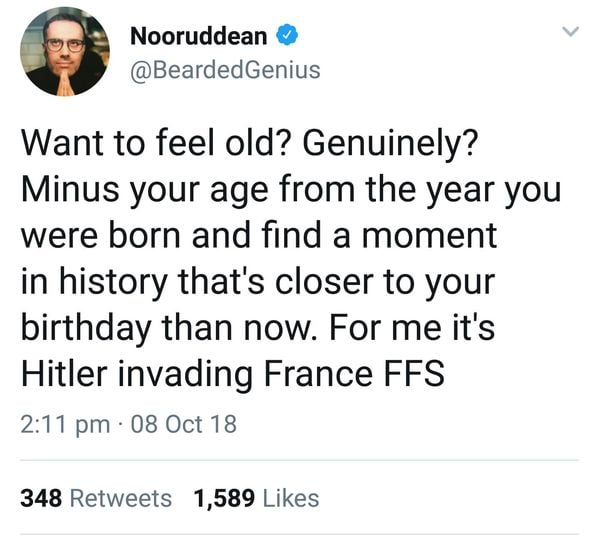 Nooruddean
@BeardedGenius
Want to feel old? Genuinely?
Minus your age from the year you
were born and find a moment
in history that's closer to your
birthday than now. For me it's
Hitler invading France FFS
2:11 pm · 08 Oct 18
348 Retweets 1,589 Likes